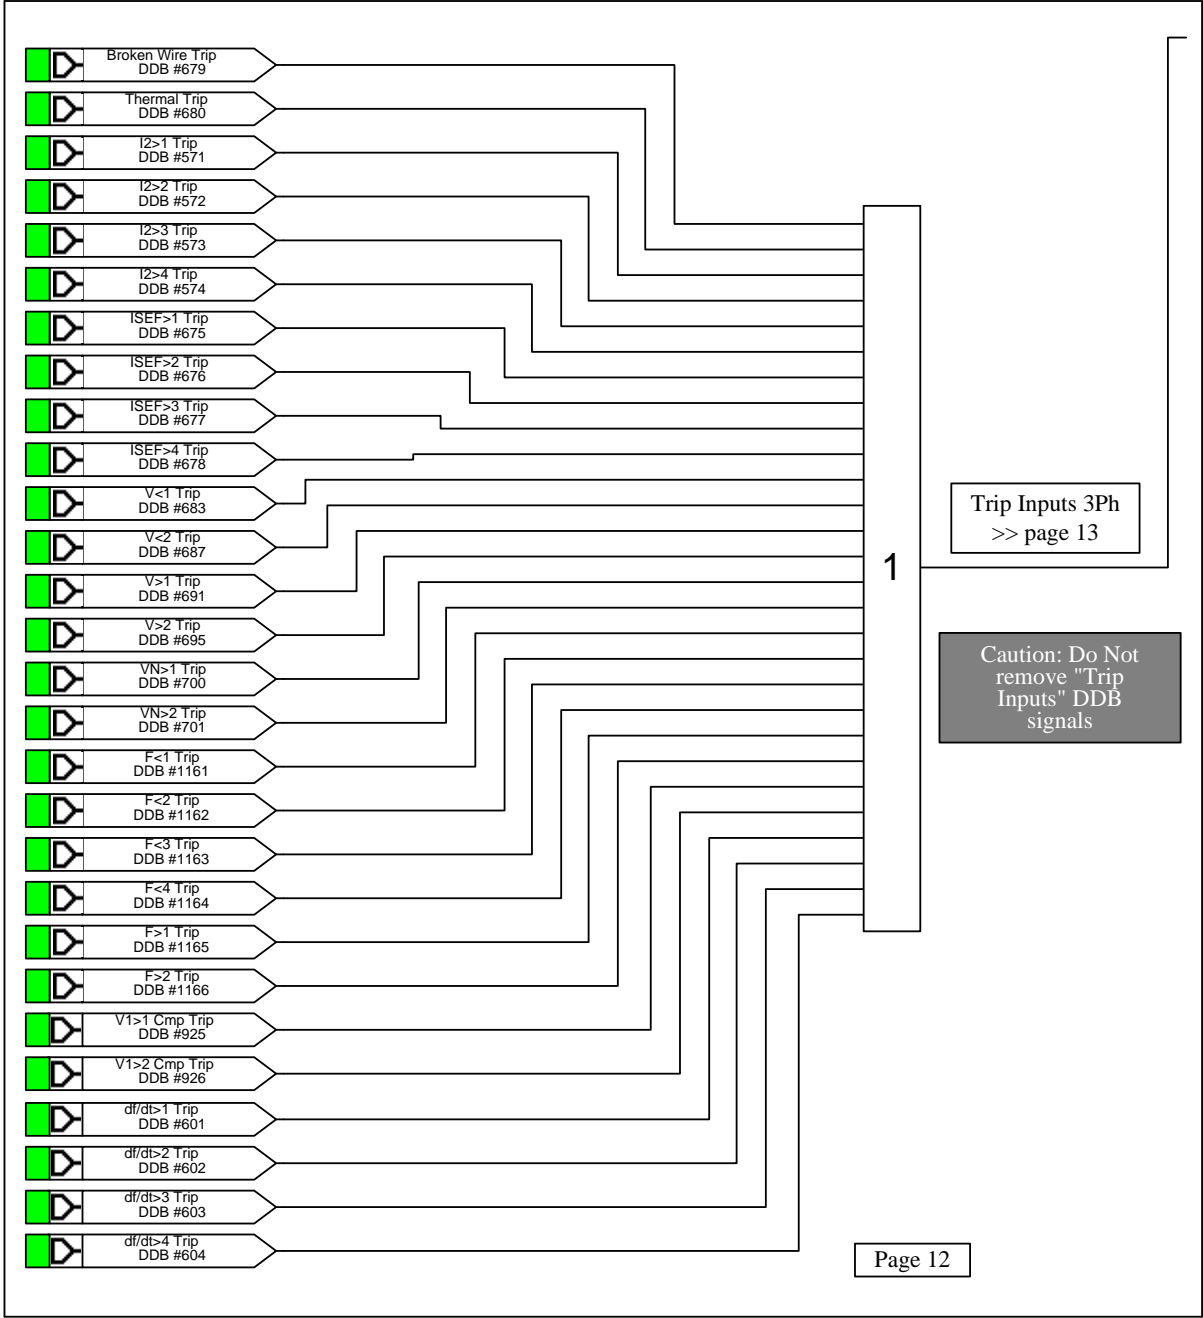 Broken Wire Trip
DDB #679
Thermal Trip
DDB #680
I2>1 Trip
DDB #571
I2>2 Trip
DDB #572
I2>3 Trip
DDB #573
I2>4 Trip
DDB #574
ISEF>1 Trip
DDB #675
ISEF>2 Trip
DDB #676
ISEF>3 Trip
DDB #677
ISEF>4 Trip
DDB #678
V<1 Trip
DDB #683
V<2 Trip
DDB #687
V>1 Trip
DDB #691
V>2 Trip
DDB #695
VN>1 Trip
DDB #700
VN>2 Trip
DDB #701
F<1 Trip
DDB #1161
F<2 Trip
DDB #1162
F<3 Trip
DDB #1163
F<4 Trip
DDB #1164
F>1 Trip
DDB #1165
F>2 Trip
DDB #1166
V1>1 Cmp Trip
DDB #925
V1>2 Cmp Trip
DDB #926
df/dt>1 Trip
DDB #601
df/dt>2 Trip
DDB #602
df/dt>3 Trip
DDB #603
df/dt>4 Trip
DDB #604
1
Trip Inputs 3Ph
>> page 13
Caution: Do Not
remove "Trip
Inputs" DDB
signals
Page 12